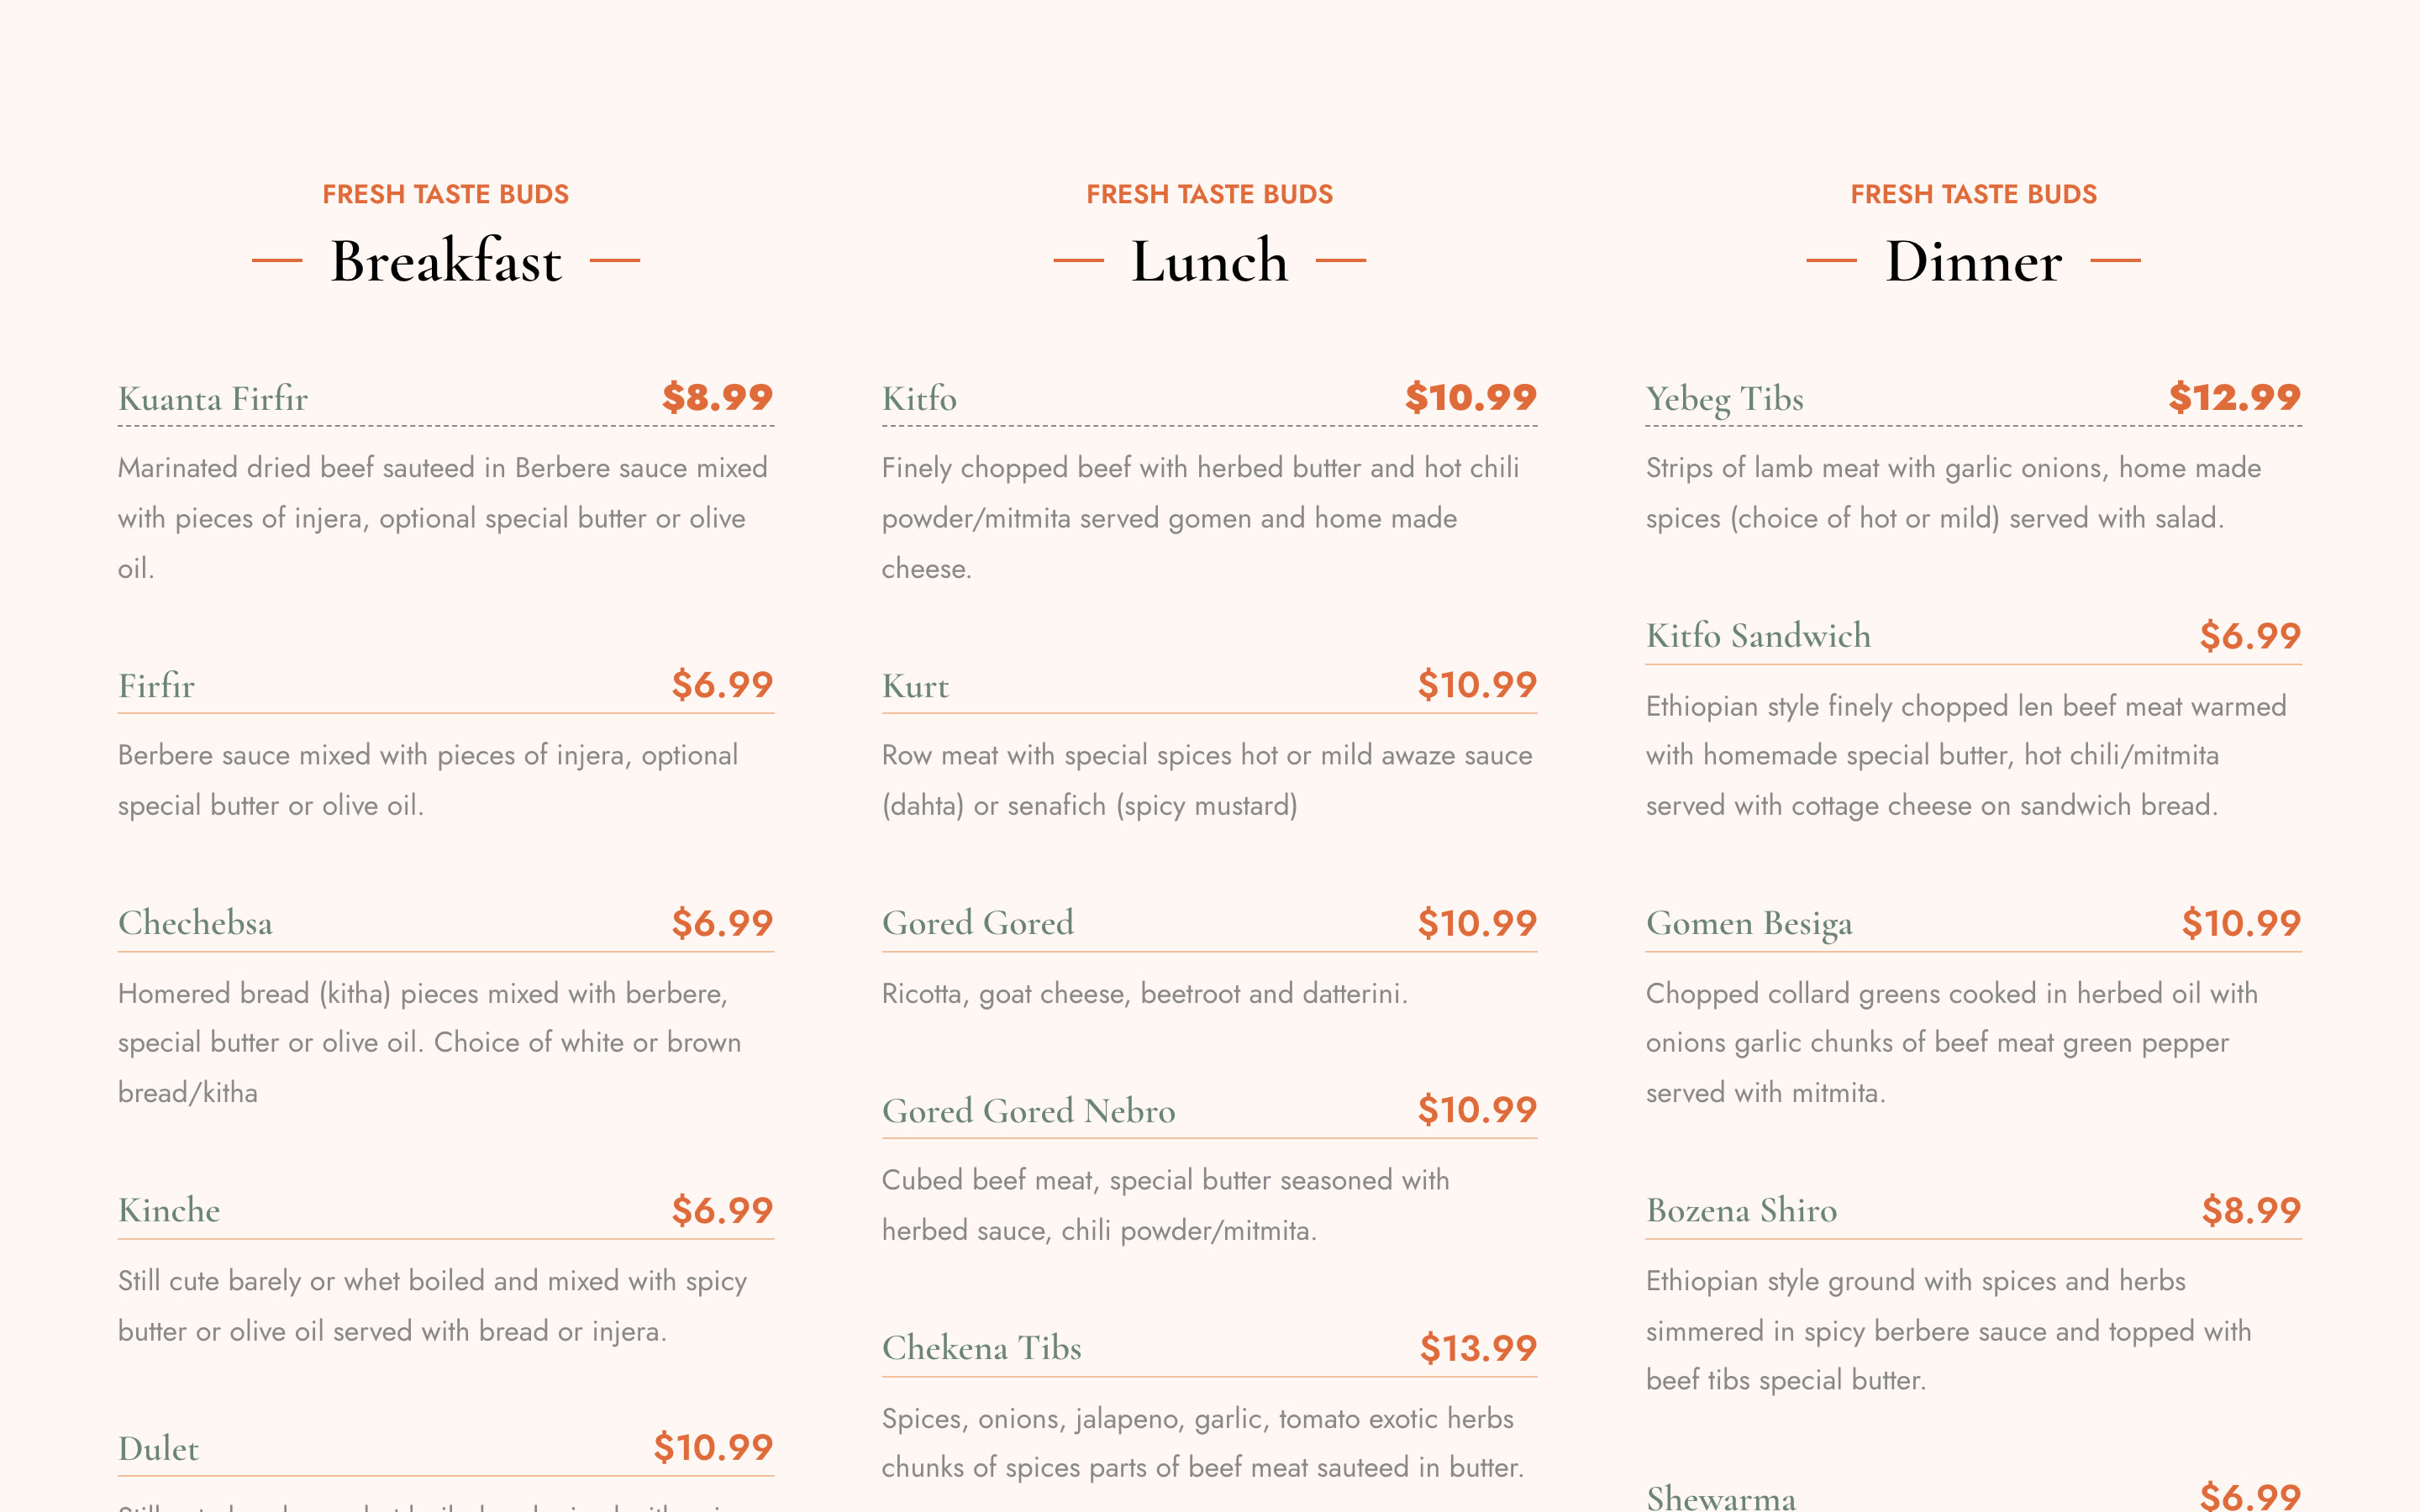 FRESH TASTE BUDS
Breakfast
Kuanta Firfir $8.99
Marinated dried beef sauteed in Berbere sauce mixed
with pieces of injera, optional special butter or olive
oil.
Firfir $6.99
Berbere sauce mixed with pieces of injera, optional
special butter or olive oil.
Chechebsa $6.99
Homered bread (kitha) pieces mixed with berbere,
special butter or olive oil. Choice of white or brown
bread/kitha
Kinche $6.99
Still cute barely or whet boiled and mixed with spicy
butter or olive oil served with bread or injera.
Dulet $10.99
FRESH TASTE BUDS
Lunch
Kitfo $10.99
Finely chopped beef with herbed butter and hot chili
powder/mitmita served gomen and home made
cheese.
Kurt $10.99
Row meat with special spices hot or mild awaze sauce
(dahta) or senafich (spicy mustard)
Gored Gored $10.99
Ricotta, goat cheese, beetroot and datterini.
Gored Gored Nebro $10.99
Cubed beef meat, special butter seasoned with
herbed sauce, chili powder/mitmita.
Chekena Tibs $13.99
Spices, onions, jalapeno, garlic, tomato exotic herbs
chunks of spices parts of beef meat sauteed in butter.
FRESH TASTE BUDS
Dinner
Yebeg Tibs $12.99
Strips of lamb meat with garlic onions, home made
spices (choice of hot or mild) served with salad.
Kitfo Sandwich $6.99
Ethiopian style finely chopped len beef meat warmed
with homemade special butter, hot chili/mitmita
served with cottage cheese on sandwich bread.
Gomen Besiga $10.99
Chopped collard greens cooked in herbed oil with
onions garlic chunks of beef meat green pepper
served with mitmita.
Bozena Shiro $8.99
Ethiopian style ground with spices and herbs
simmered in spicy berbere sauce and topped with
beef tibs special butter.
Shewarma $6.99